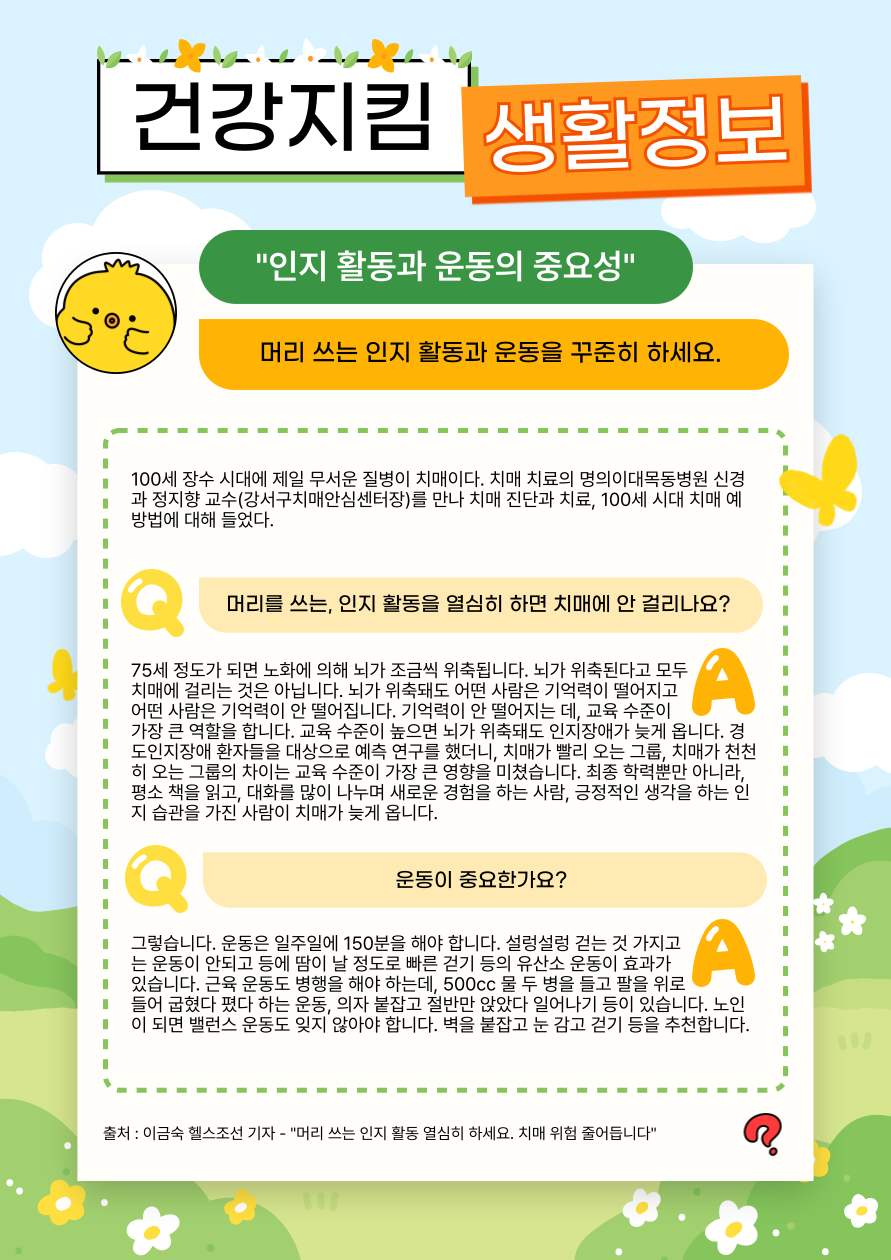 건강지킴
생활정보
"인지 활동과 운동의 중요성"
머리 쓰는 인지 활동과 운동을 꾸준히 하세요.
100세 장수 시대에 제일 무서운 질병이 치매이다. 치매 치료의 명의이대목동병원 신경
과 정지향 교수(강서구치매안심센터장)를 만나 치매 진단과 치료, 100세 시대 치매 예
방법에 대해 들었다.
Q
머리를 쓰는, 인지 활동을 열심히 하면 치매에 안 걸리나요?
A
75세 정도가 되면 노화에 의해 뇌가 조금씩 위축됩니다. 뇌가 위축된다고 모두
치매에 걸리는 것은 아닙니다. 뇌가 위축돼도 어떤 사람은 기억력이 떨어지고
어떤 사람은 기억력이 안 떨어집니다. 기억력이 안 떨어지는 데, 교육 수준이
가장 큰 역할을 합니다. 교육 수준이 높으면 뇌가 위축돼도 인지장애가 늦게 옵니다. 경
도인지장애 환자들을 대상으로 예측 연구를 했더니, 치매가 빨리 오는 그룹, 치매가 천천
히 오는 그룹의 차이는 교육 수준이 가장 큰 영향을 미쳤습니다. 최종 학력뿐만 아니라,
평소 책을 읽고, 대화를 많이 나누며 새로운 경험을 하는 사람, 긍정적인 생각을 하는 인
지 습관을 가진 사람이 치매가 늦게 옵니다.
Q
운동이 중요한가요?
A
그렇습니다. 운동은 일주일에 150분을 해야 합니다. 설렁설렁 걷는 것 가지고
는 운동이 안되고 등에 땀이 날 정도로 빠른 걷기 등의 유산소 운동이 효과가
있습니다. 근육 운동도 병행을 해야 하는데, 500cc 물 두 병을 들고 팔을 위로
들어 굽혔다 폈다 하는 운동, 의자 붙잡고 절반만 앉았다 일어나기 등이 있습니다. 노인
이 되면 밸런스 운동도 잊지 않아야 합니다. 벽을 붙잡고 눈 감고 걷기 등을 추천합니다.
출처 : 이금숙 헬스조선 기자 - "머리 쓰는 인지 활동 열심히 하세요. 치매 위험 줄어듭니다"
?